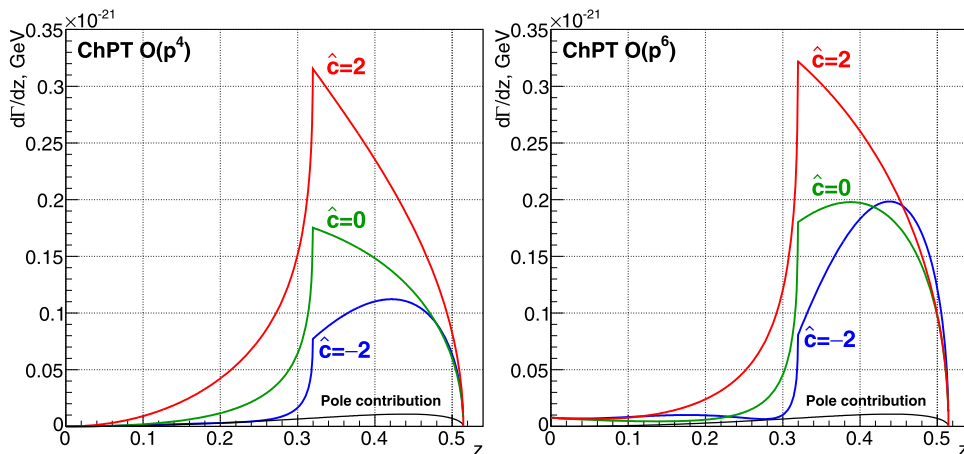 ×10⁻²¹
dΓ/dz, GeV
0.35
0.3
0.25
0.2
0.15
0.1
0.05
0
ChPT O(p⁴)
ĉ=2
ĉ=0
ĉ=−2
Pole contribution
0 0.1 0.2 0.3 0.4 0.5 z
×10⁻²¹
dΓ/dz, GeV
0.35
0.3
0.25
0.2
0.15
0.1
0.05
0
ChPT O(p⁶)
ĉ=2
ĉ=0
ĉ=−2
Pole contribution
0 0.1 0.2 0.3 0.4 0.5 z